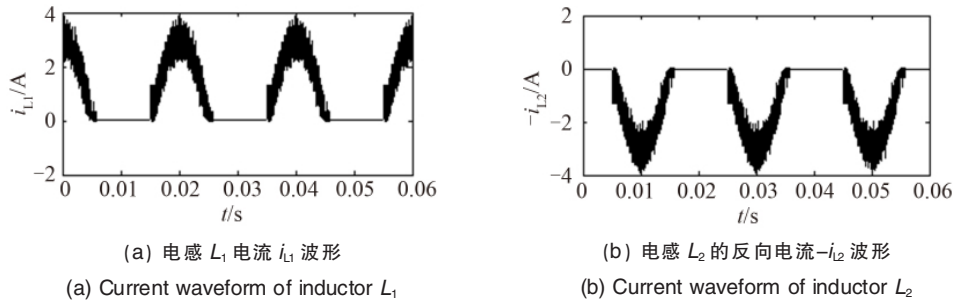 4
2
0
−2
i_L1/A
0 0.01 0.02 0.03 0.04 0.05 0.06
t/s
(a) 电感 L₁ 电流 i_L1 波形
(a) Current waveform of inductor L₁
2
0
−2
−4
−i_L2/A
0 0.01 0.02 0.03 0.04 0.05 0.06
t/s
(b) 电感 L₂ 的反向电流−i_L2 波形
(b) Current waveform of inductor L₂